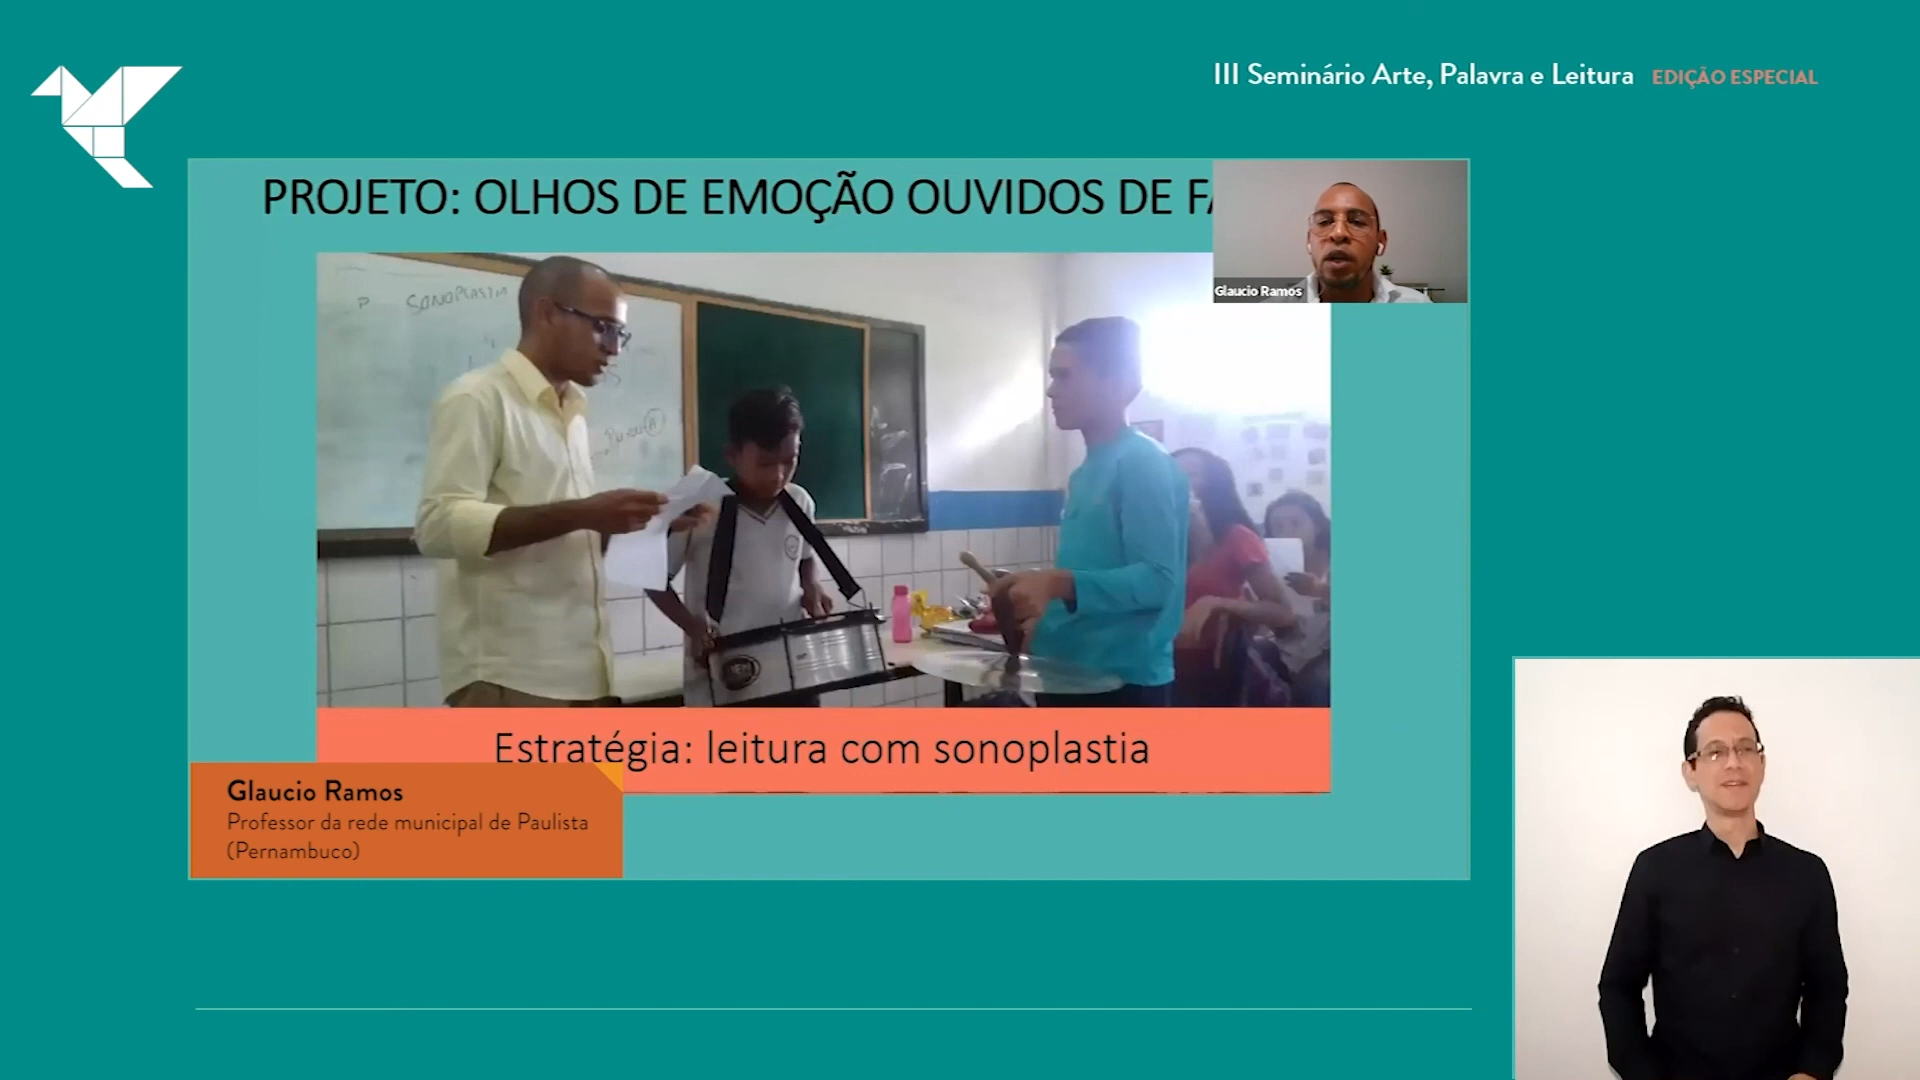 III Seminário Arte, Palavra e Leitura EDIÇÃO ESPECIAL
PROJETO: OLHOS DE EMOÇÃO OUVIDOS DE
Glaucio Ramos
P SONOPLASTIA
Estratégia: leitura com sonoplastia
Glaucio Ramos
Professor da rede municipal de Paulista
(Pernambuco)